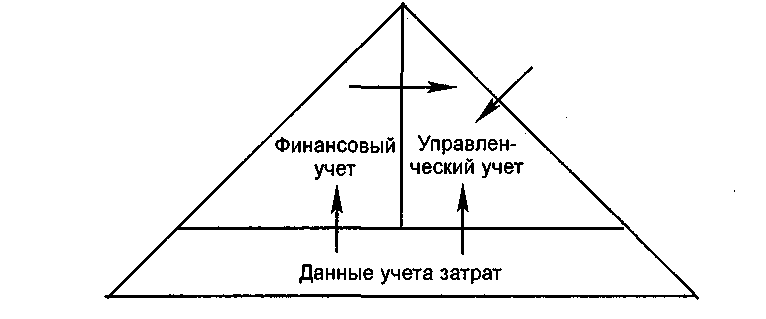 Финансовый
учет
Управлен-
ческий учет
Данные учета затрат